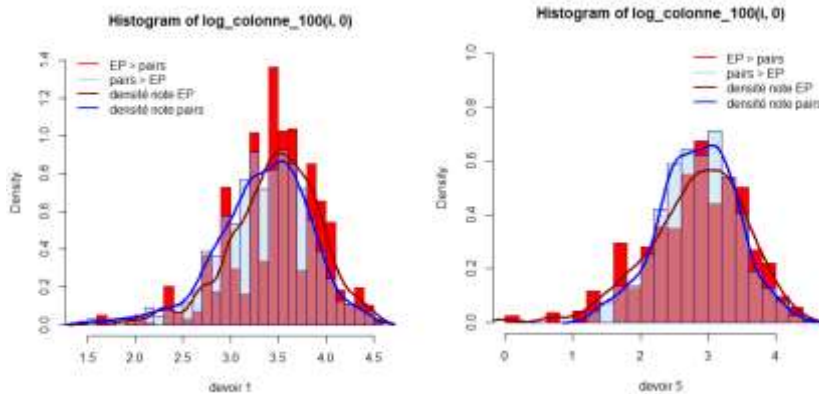 Histogram of log_colonne_100(i, 0)
EP > pairs
pairs > EP
densité note EP
densité note pairs
Density
0.0 0.2 0.4 0.6 0.8 1.0 1.2 1.4
1.5 2.0 2.5 3.0 3.5 4.0 4.5
devoir 1
Histogram of log_colonne_100(i, 0)
EP > pairs
pairs > EP
densité note EP
densité note pairs
Density
0.0 0.2 0.4 0.6 0.8 1.0
0 1 2 3 4
devoir 5